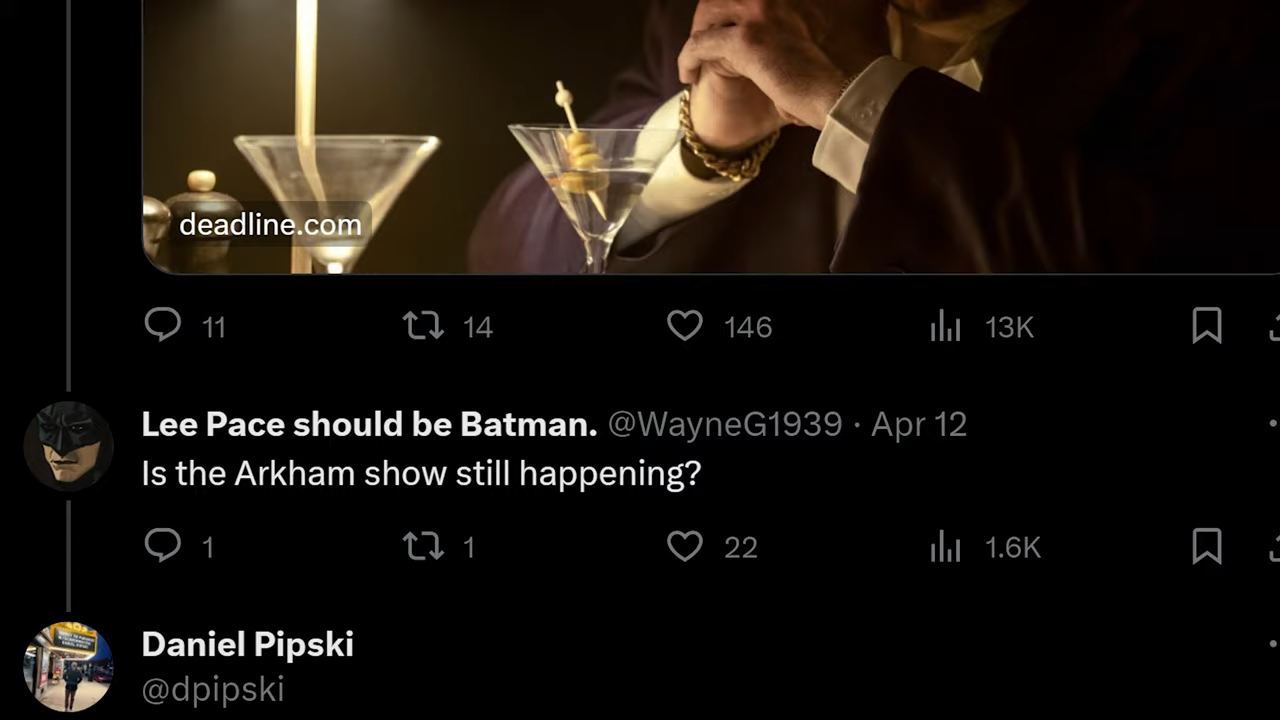 deadline.com
11 14 146 13K
Lee Pace should be Batman. @WayneG1939 · Apr 12
Is the Arkham show still happening?
1 1 22 1.6K
Daniel Pipski
@dpipski